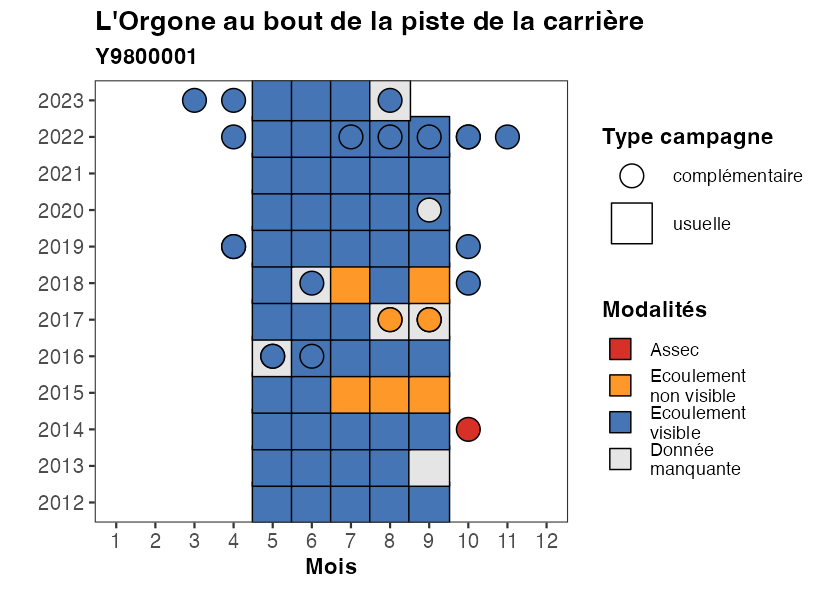 L'Orgone au bout de la piste de la carrière
Y9800001
2023
2022
2021
2020
2019
2018
2017
2016
2015
2014
2013
2012
1 2 3 4 5 6 7 8 9 10 11 12
Mois
Type campagne
complémentaire
usuelle
Modalités
Assec
Ecoulement
non visible
Ecoulement
visible
Donnée
manquante